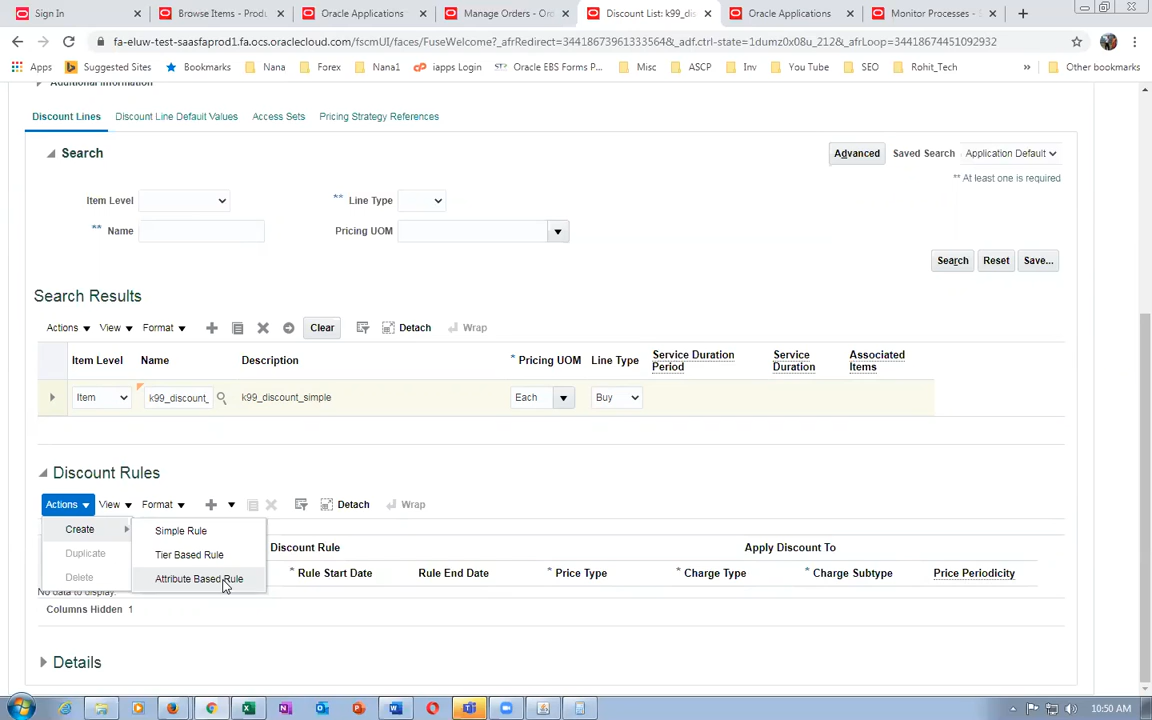 Sign In
Browse Items - Produ
Oracle Applications
Manage Orders - Ord
Discount List: k99_dis
Oracle Applications
Monitor Processes - S
fa-eluw-test-saasfaprod1.fa.ocs.oraclecloud.com/fscmUI/faces/FuseWelcome?_afrRedirect=344186739613335​64&_adf.ctrl-state=1dumz0x08u_212&_afrLoop=34418674451092932
Apps Suggested Sites Bookmarks Nana Forex Nana1 iapps Login Oracle EBS Forms P... Misc ASCP Inv You Tube SEO Rohit_Tech » Other bookmarks
Additional Information
Discount Lines Discount Line Default Values Access Sets Pricing Strategy References
Search Advanced Saved Search Application Default
** At least one is required
Item Level ** Line Type
** Name Pricing UOM
Search Reset Save...
Search Results
Actions View Format Clear Detach Wrap
Item Level Name Description * Pricing UOM Line Type Service Duration Period Service Duration Associated Items
Item k99_discount_ k99_discount_simple Each Buy
Discount Rules
Actions View Format Detach Wrap
Create Simple Rule
Duplicate Tier Based Rule Discount Rule Apply Discount To
Delete Attribute Based Rule * Rule Start Date Rule End Date * Price Type * Charge Type * Charge Subtype Price Periodicity
No data to display.
Columns Hidden 1
Details
10:50 AM